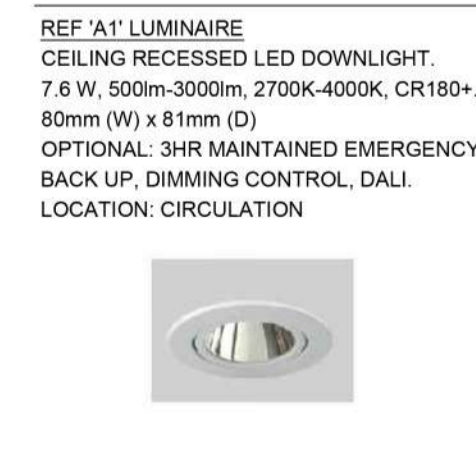 REF 'A1' LUMINAIRE
CEILING RECESSED LED DOWNLIGHT.
7.6 W, 500lm-3000lm, 2700K-4000K, CR180+.
80mm (W) x 81mm (D)
OPTIONAL: 3HR MAINTAINED EMERGENCY
BACK UP, DIMMING CONTROL, DALI.
LOCATION: CIRCULATION